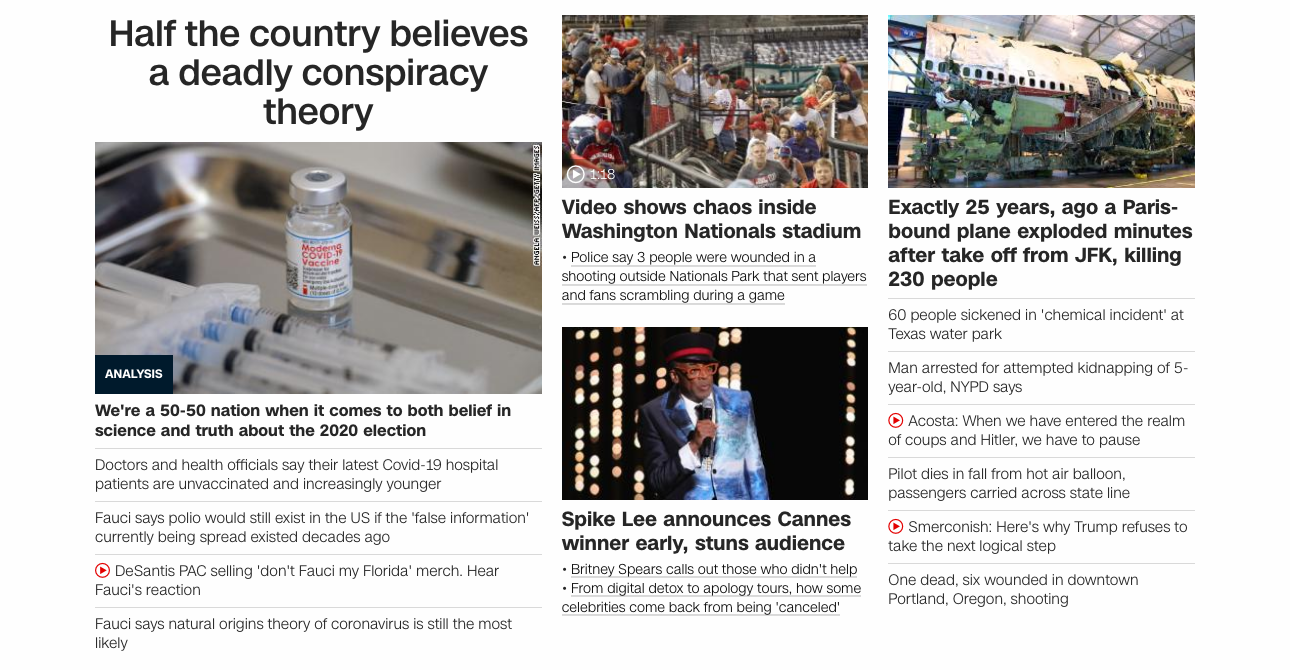 Half the country believes
a deadly conspiracy
theory
ANGELA WEISS/AFP/GETTY IMAGES
Moderna
COVID-19
Vaccine
ANALYSIS
We're a 50-50 nation when it comes to both belief in
science and truth about the 2020 election
Doctors and health officials say their latest Covid-19 hospital
patients are unvaccinated and increasingly younger
Fauci says polio would still exist in the US if the 'false information'
currently being spread existed decades ago
DeSantis PAC selling 'don't Fauci my Florida' merch. Hear
Fauci's reaction
Fauci says natural origins theory of coronavirus is still the most
likely
1:18
Video shows chaos inside
Washington Nationals stadium
• Police say 3 people were wounded in a
shooting outside Nationals Park that sent players
and fans scrambling during a game
Spike Lee announces Cannes
winner early, stuns audience
• Britney Spears calls out those who didn't help
• From digital detox to apology tours, how some
celebrities come back from being 'canceled'
Exactly 25 years, ago a Paris-
bound plane exploded minutes
after take off from JFK, killing
230 people
60 people sickened in 'chemical incident' at
Texas water park
Man arrested for attempted kidnapping of 5-
year-old, NYPD says
Acosta: When we have entered the realm
of coups and Hitler, we have to pause
Pilot dies in fall from hot air balloon,
passengers carried across state line
Smerconish: Here's why Trump refuses to
take the next logical step
One dead, six wounded in downtown
Portland, Oregon, shooting